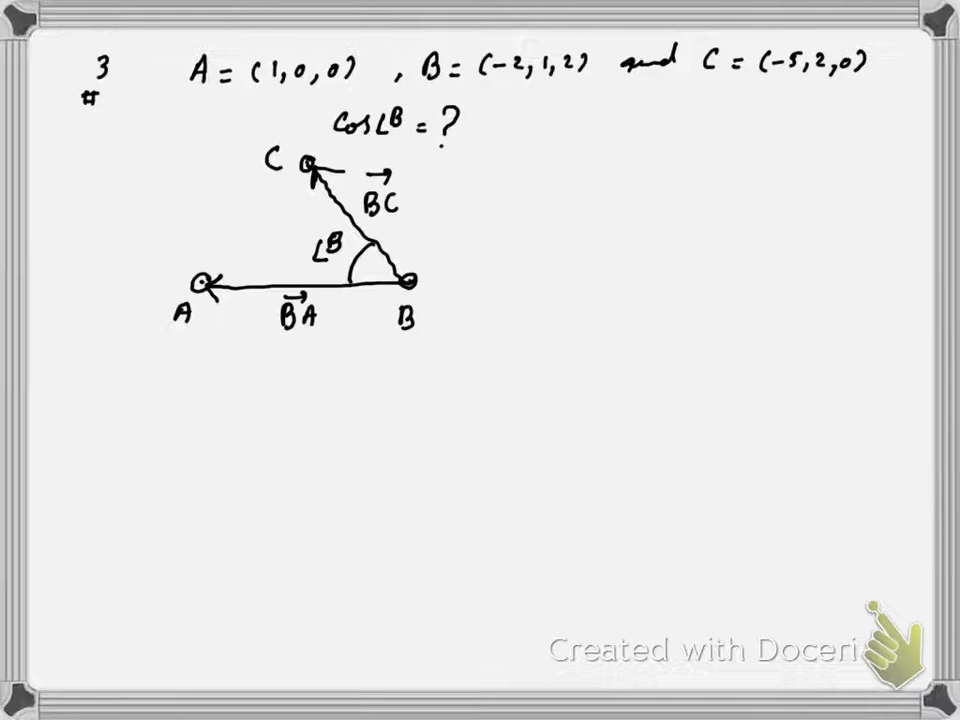 3 A = (1,0,0) , B = (-2,1,2) and C = (-5,2,0)
#
Cos∠B = ?
C
BC
∠B
A BA B
Created with Doceri